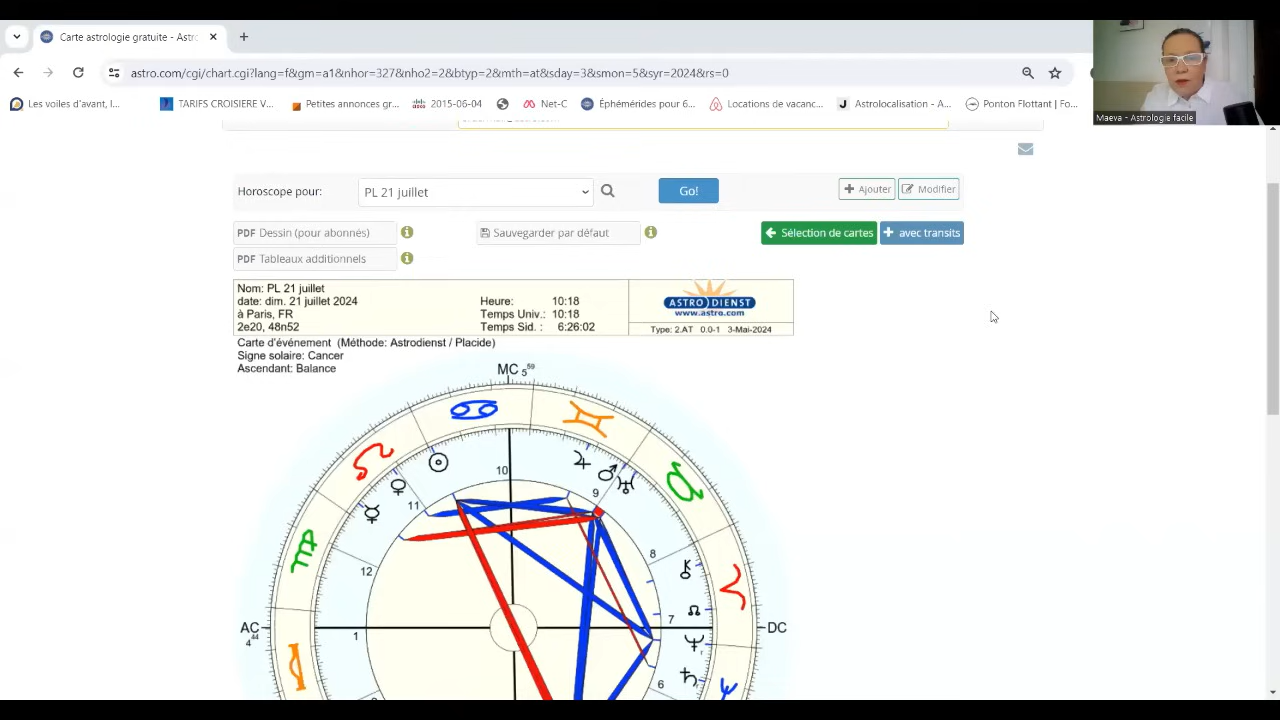 Carte astrologie gratuite - Astro
astro.com/cgi/chart.cgi?lang=f&gm=a1&nhor=327&nho2=2&btyp=2&mth=at&sday=3&smon=5&syr=2024&rs=0
Les voiles d'avant, l... TARIFS CROISIERE V... Petites annonces gr... 2015-06-04 Net-C Éphémérides pour 6... Locations de vacanc... Astrolocalisation - A... Ponton Flottant | Fo...
Maeva - Astrologie facile
Horoscope pour: PL 21 juillet Go! Ajouter Modifier
PDF Dessin (pour abonnés) Sauvegarder par défaut Sélection de cartes avec transits
PDF Tableaux additionnels
Nom: PL 21 juillet
date: dim. 21 juillet 2024
à Paris, FR
2e20, 48n52
Heure: 10:18
Temps Univ.: 10:18
Temps Sid. : 6:26:02
ASTRO DIENST
www.astro.com
Type: 2.AT 0.0-1 3-Mai-2024
Carte d'événement (Méthode: Astrodienst / Placide)
Signe solaire: Cancer
Ascendant: Balance
MC 5 59
10
9
11
8
12
7
AC 4 44
1
DC
6